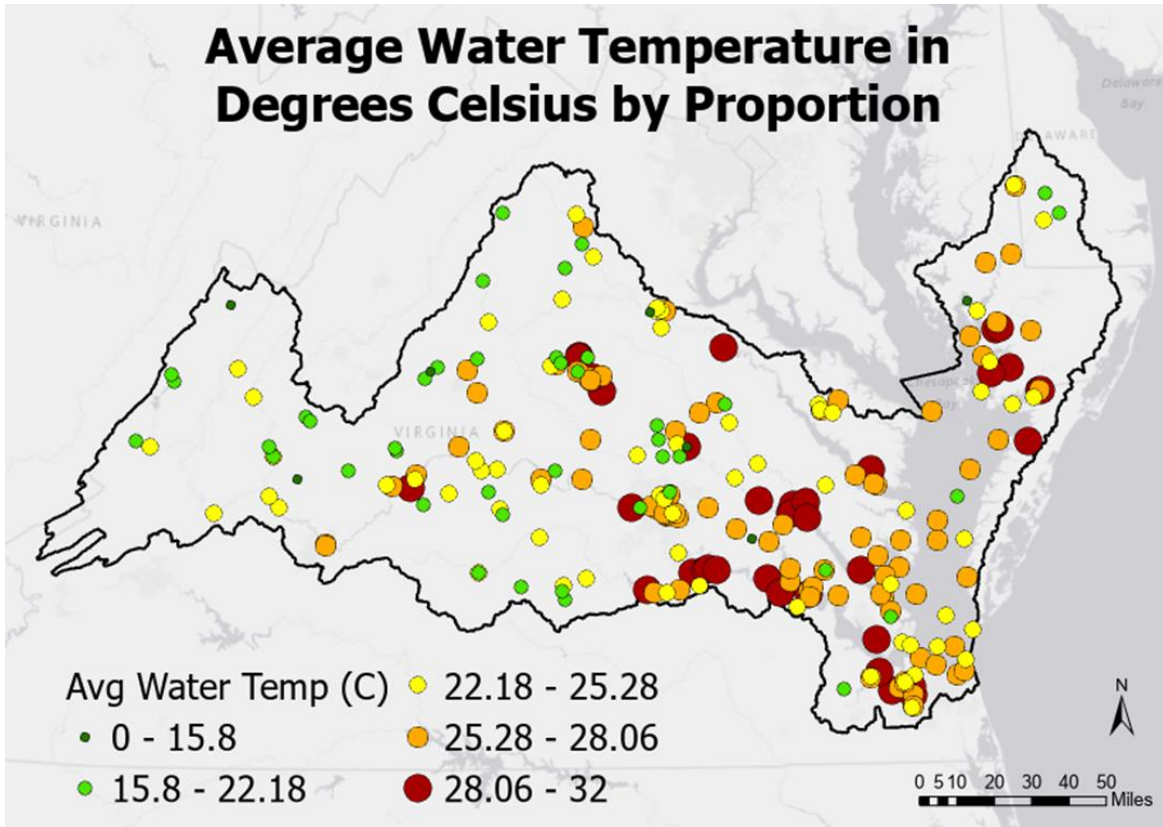 Average Water Temperature in
Degrees Celsius by Proportion
Delaware
Bay
DELAWARE
VIRGINIA
VIRGINIA
Avg Water Temp (C)
0 - 15.8
15.8 - 22.18
22.18 - 25.28
25.28 - 28.06
28.06 - 32
N
0 5 10 20 30 40 50
Miles